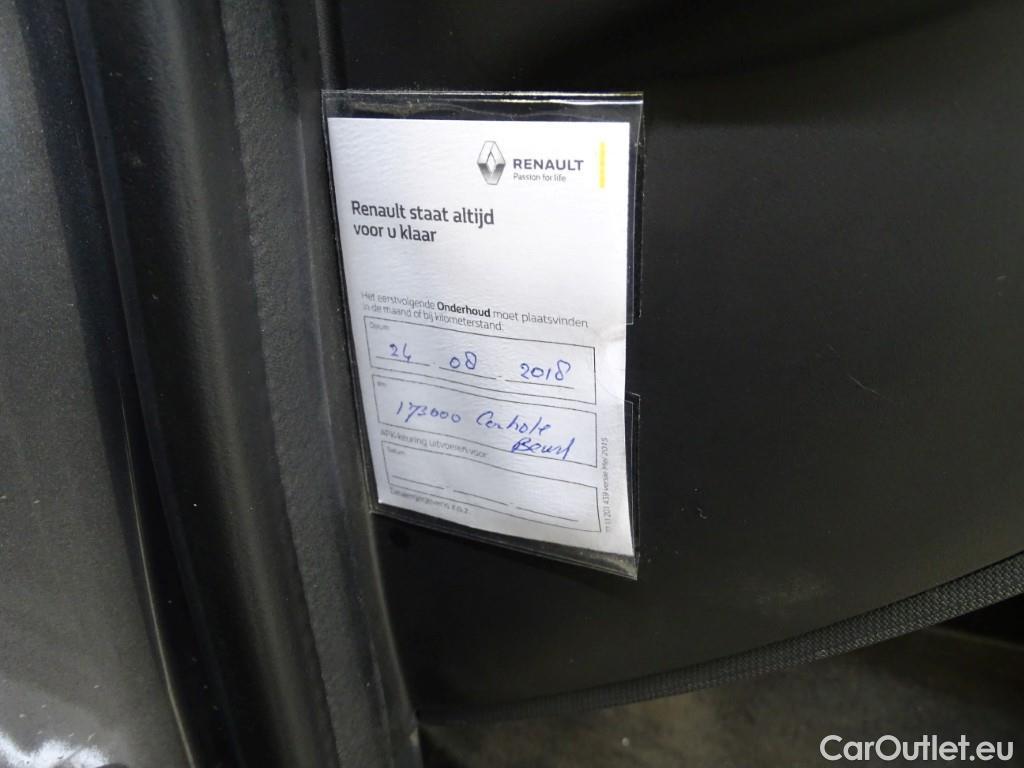 RENAULT
Passion for life
Renault staat altijd
voor u klaar
Het eerstvolgende Onderhoud moet plaatsvinden
in de maand of bij kilometerstand:
Datum
24 08 2018
km
173000 Controle
Beurt
APK-keuring uitvoeren voor:
Datum
Dealergegevens z.o.z.
CarOutlet.eu